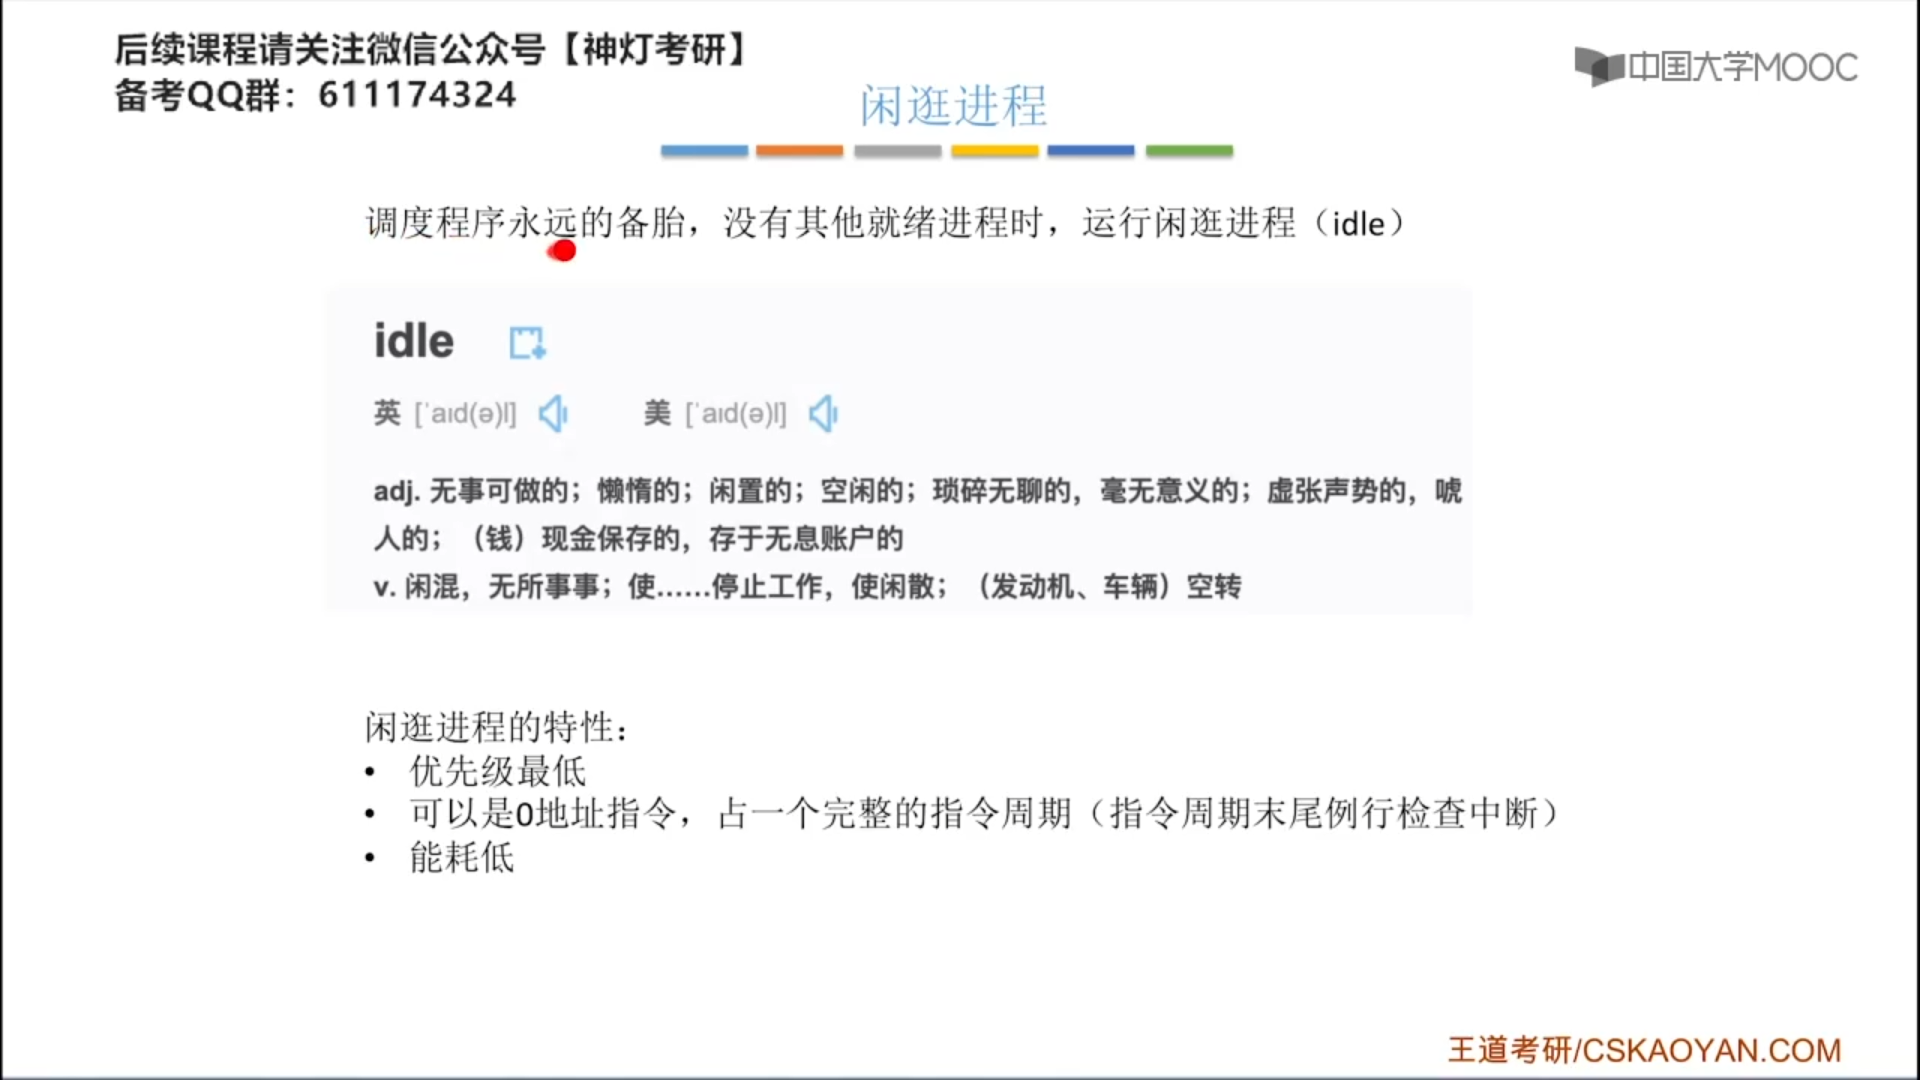 后续课程请关注微信公众号【神灯考研】
备考QQ群：611174324
中国大学MOOC
闲逛进程
调度程序永远的备胎，没有其他就绪进程时，运行闲逛进程（idle）
idle
英 [ˈaɪd(ə)l] 美 [ˈaɪd(ə)l]
adj. 无事可做的；懒惰的；闲置的；空闲的；琐碎无聊的，毫无意义的；虚张声势的，唬
人的；（钱）现金保存的，存于无息账户的
v. 闲混，无所事事；使……停止工作，使闲散；（发动机、车辆）空转
闲逛进程的特性：
• 优先级最低
• 可以是0地址指令，占一个完整的指令周期（指令周期末尾例行检查中断）
• 能耗低
王道考研/CSKAOYAN.COM